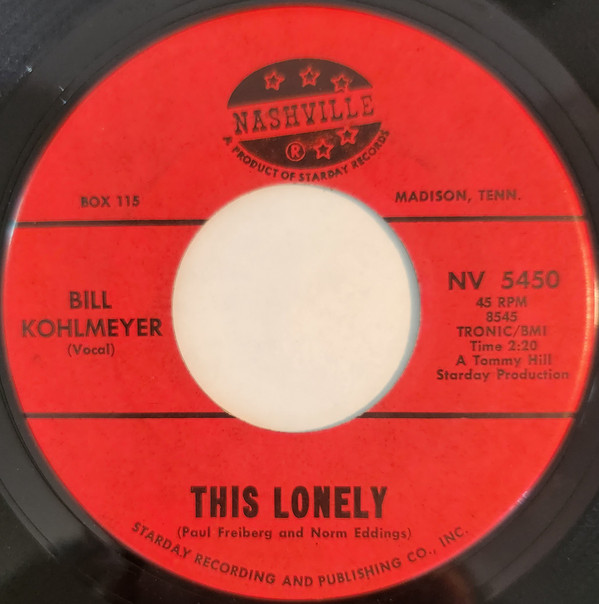 NASHVILLE
®
A PRODUCT OF STARDAY RECORDS
BOX 115
MADISON, TENN.
BILL
KOHLMEYER
(Vocal)
NV 5450
45 RPM
8545
TRONIC/BMI
Time 2:20
A Tommy Hill
Starday Production
THIS LONELY
(Paul Freiberg and Norm Eddings)
STARDAY RECORDING AND PUBLISHING CO., INC.